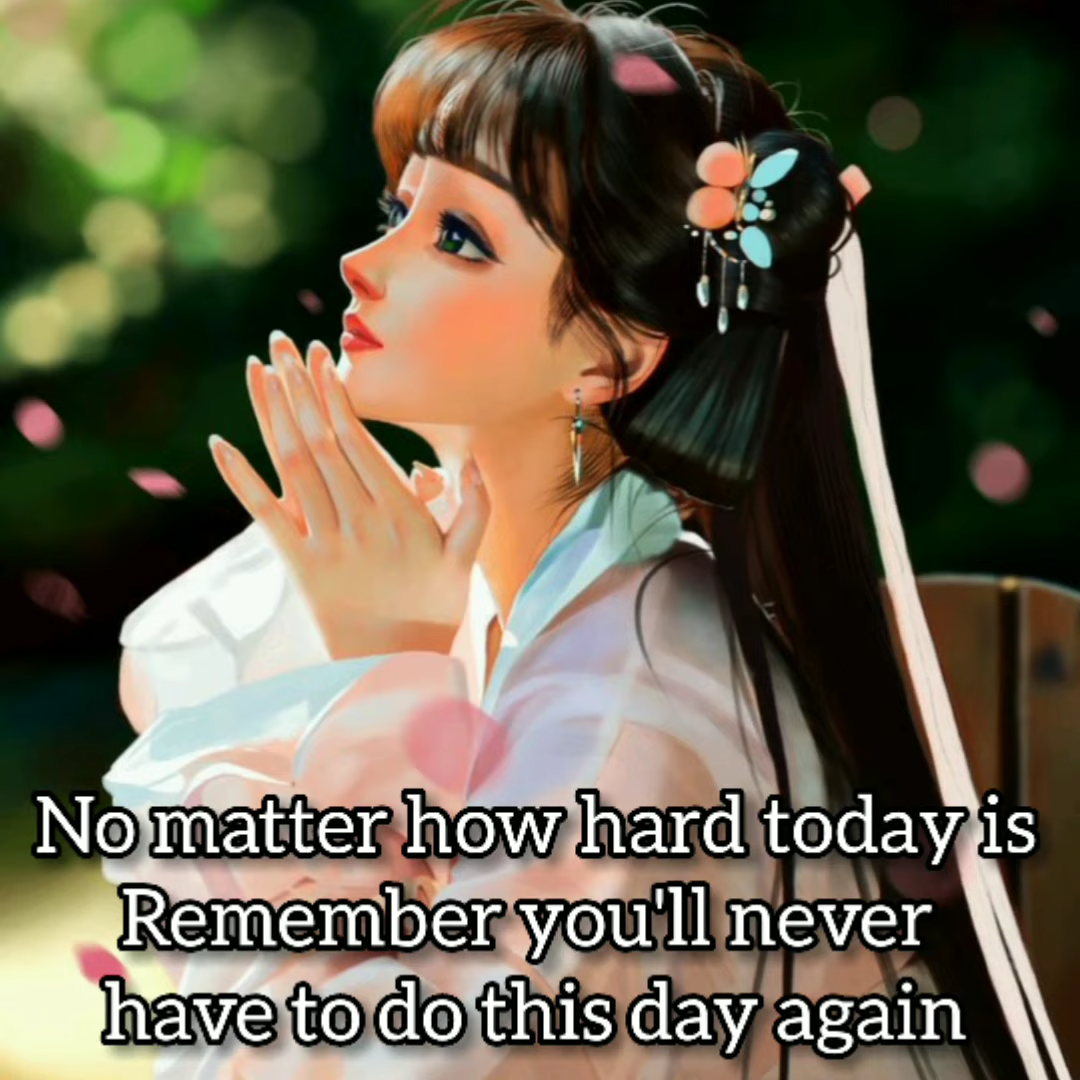 No matter how hard today is
Remember you'll never
have to do this day again